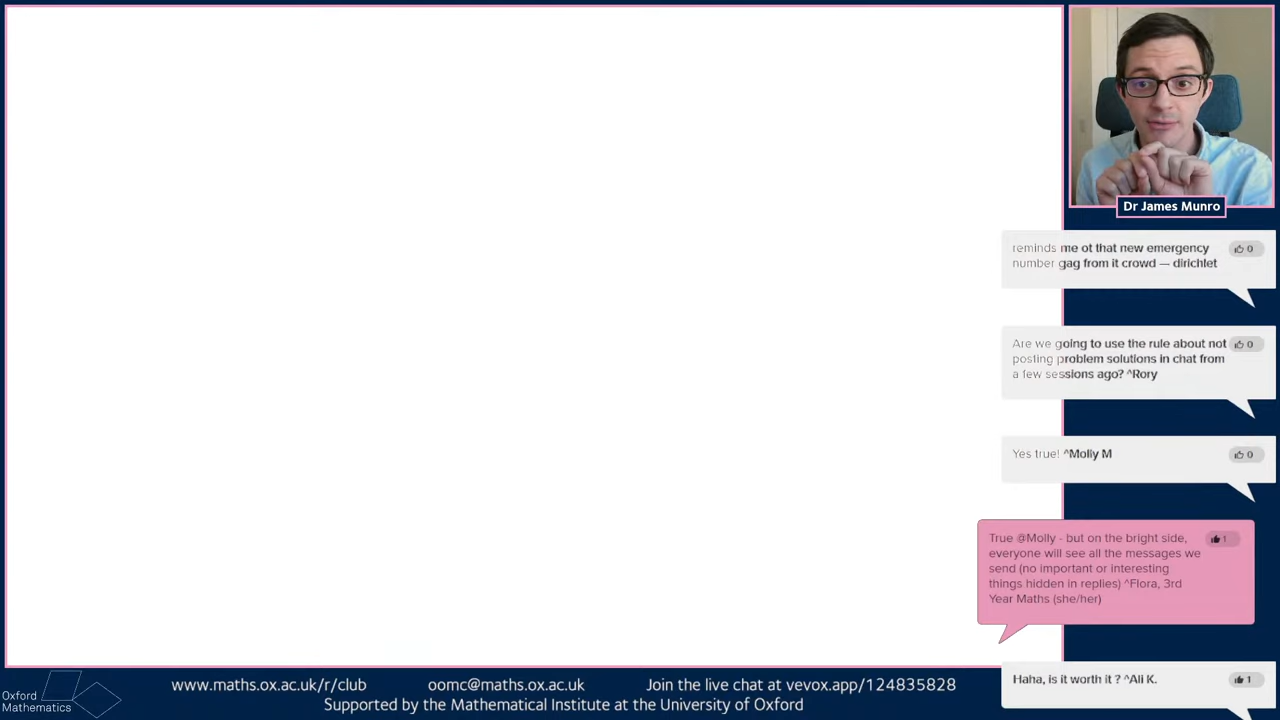 Dr James Munro
reminds me of that new emergency
number gag from it crowd — dirichlet
0
Are we going to use the rule about not
posting problem solutions in chat from
a few sessions ago? ^Rory
0
Yes true! ^Molly M
0
True @Molly - but on the bright side,
everyone will see all the messages we
send (no important or interesting
things hidden in replies) ^Flora, 3rd
Year Maths (she/her)
1
Haha, is it worth it ? ^Ali K.
1
Oxford
Mathematics
www.maths.ox.ac.uk/r/club oomc@maths.ox.ac.uk Join the live chat at vevox.app/124835828
Supported by the Mathematical Institute at the University of Oxford